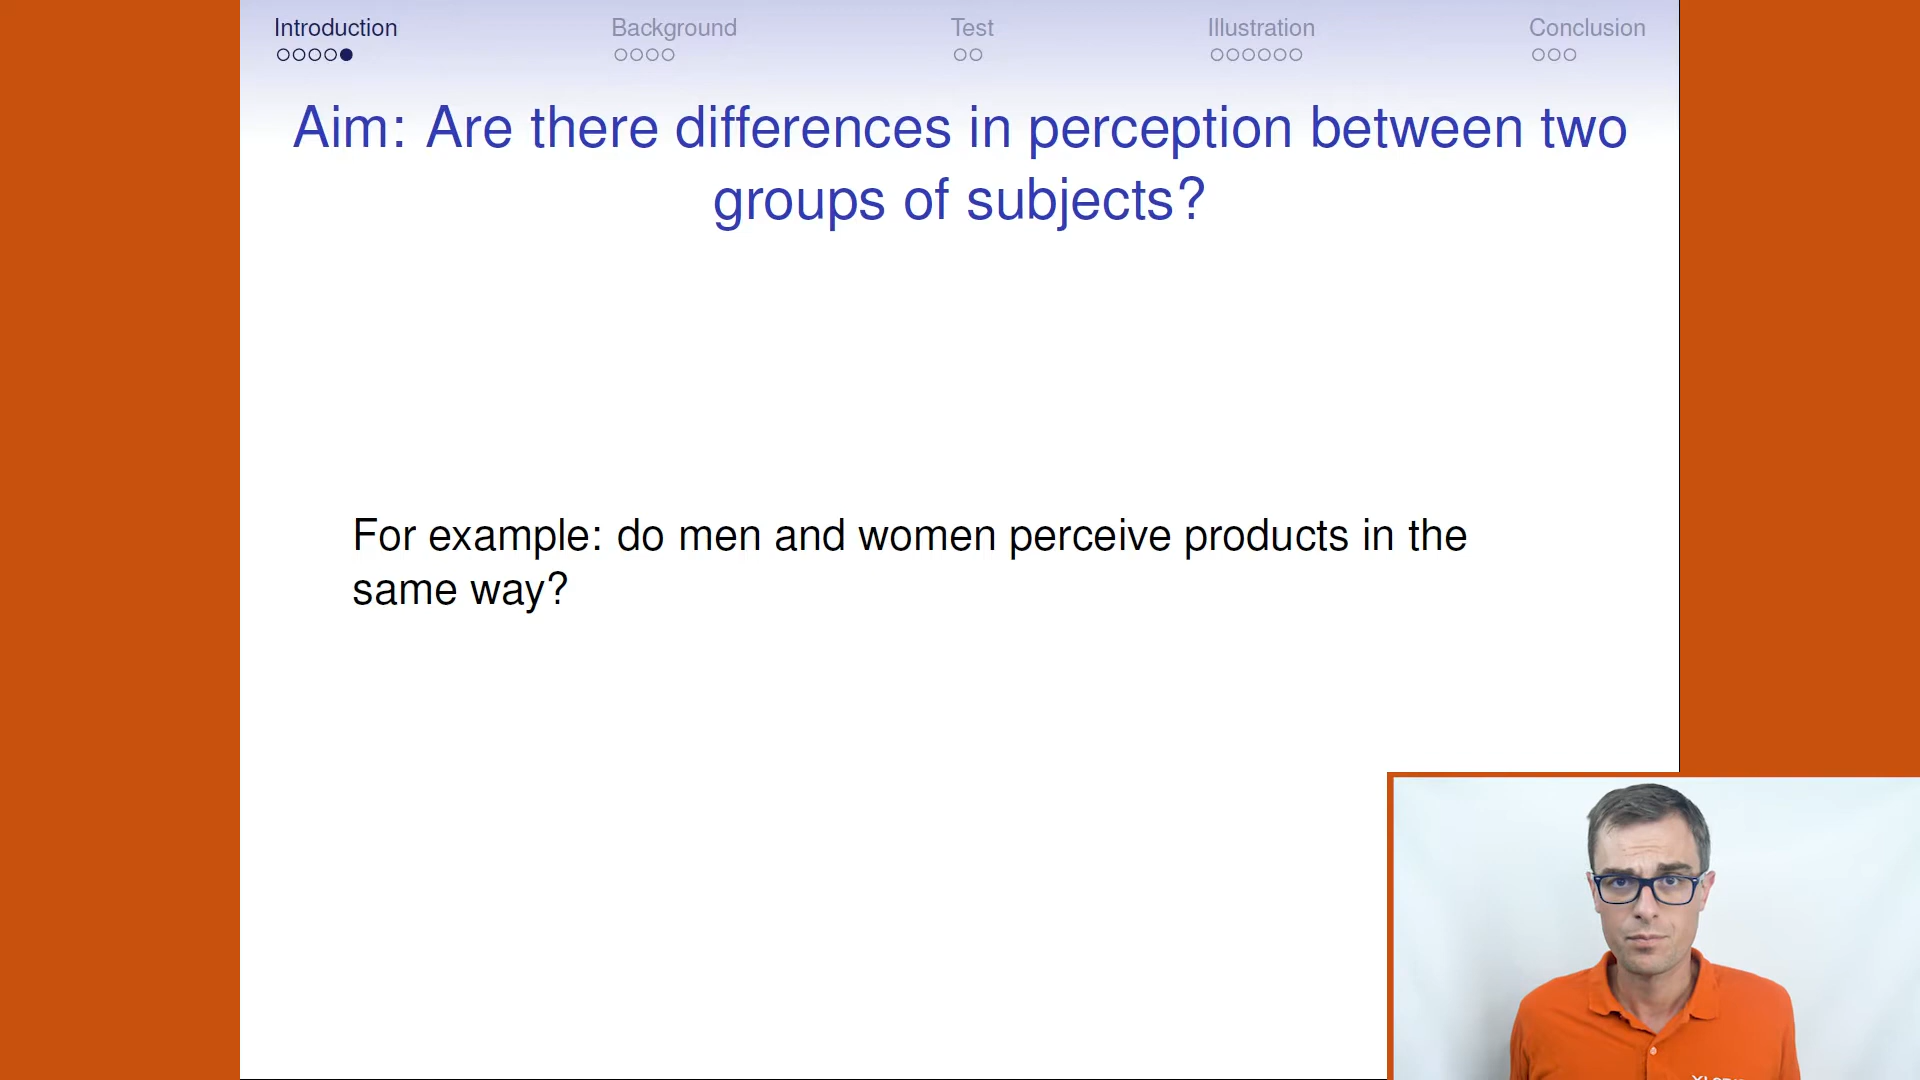 Introduction Background Test Illustration Conclusion
Aim: Are there differences in perception between two
groups of subjects?
For example: do men and women perceive products in the
same way?